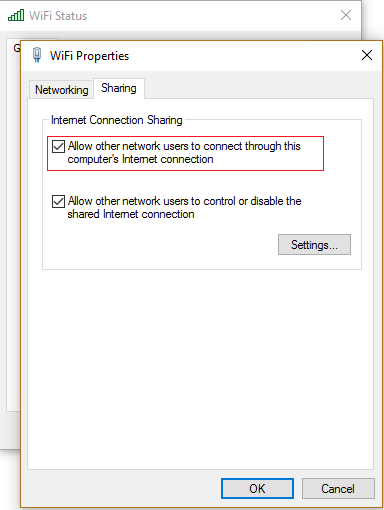 WiFi Status
WiFi Properties
Networking
Sharing
Internet Connection Sharing
Allow other network users to connect through this
computer's Internet connection
Allow other network users to control or disable the
shared Internet connection
Settings...
OK
Cancel